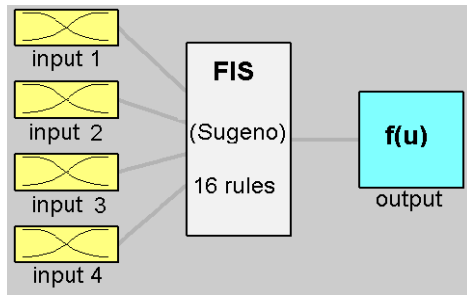 input 1
input 2
input 3
input 4
FIS
(Sugeno)
16 rules
f(u)
output